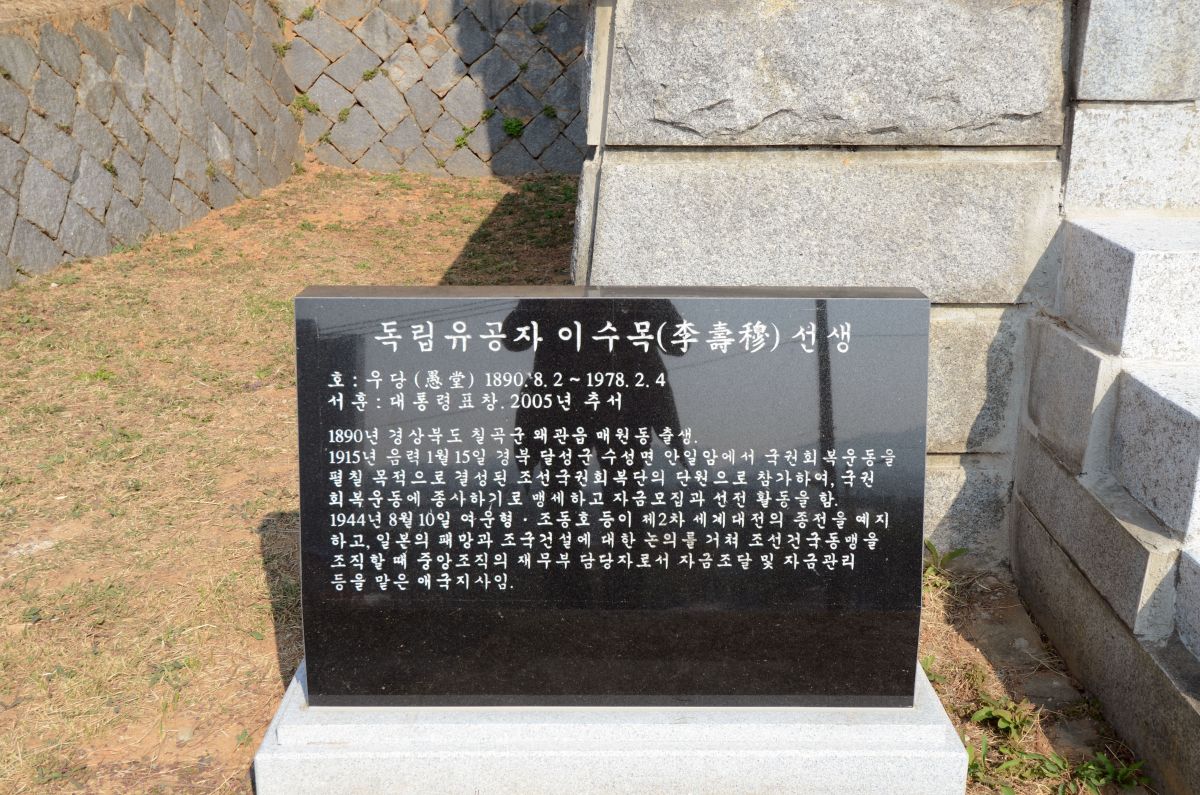 독립유공자 이수목(李壽穆) 선생
호 : 우당 (愚堂) 1890. 8. 2 ~ 1978. 2. 4
서훈 : 대통령표창. 2005년 추서
1890년 경상북도 칠곡군 왜관읍 매원동 출생.
1915년 음력 1월 15일 경북 달성군 수성면 안일암에서 국권회복운동을
펼칠 목적으로 결성된 조선국권회복단의 단원으로 참가하여, 국권
회복운동에 종사하기로 맹세하고 자금모집과 선전 활동을 함.
1944년 8월 10일 여운형 · 조동호 등이 제2차 세계대전의 종전을 예지
하고, 일본의 패망과 조국건설에 대한 논의를 거쳐 조선건국동맹을
조직할 때 중앙조직의 재무부 담당자로서 자금조달 및 자금관리
등을 맡은 애국지사임.